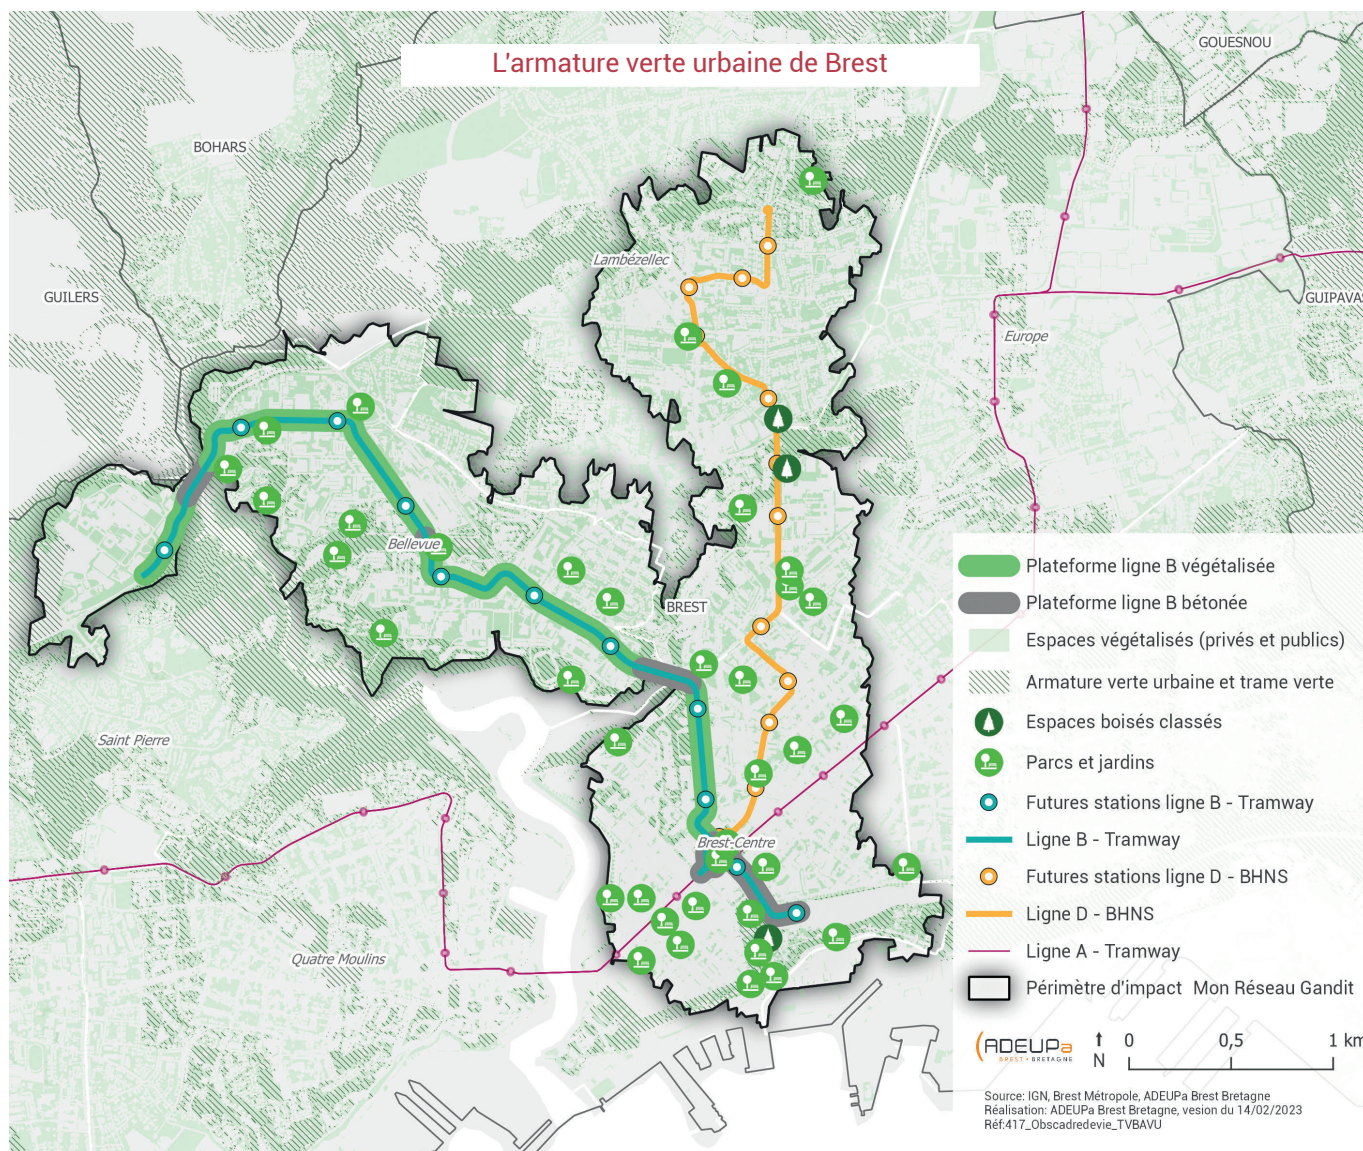 L'armature verte urbaine de Brest
GOUESNOU
BOHARS
Lambézellec
GUILERS
GUIPAVA
Europe
Bellevue
BREST
Saint Pierre
Brest-Centre
Quatre Moulins
Plateforme ligne B végétalisée
Plateforme ligne B bétonée
Espaces végétalisés (privés et publics)
Armature verte urbaine et trame verte
Espaces boisés classés
Parcs et jardins
Futures stations ligne B - Tramway
Ligne B - Tramway
Futures stations ligne D - BHNS
Ligne D - BHNS
Ligne A - Tramway
Périmètre d'impact Mon Réseau Gandit
ADEUPa
BREST • BRETAGNE
N
0 0,5 1 km
Source: IGN, Brest Métropole, ADEUPa Brest Bretagne
Réalisation: ADEUPa Brest Bretagne, vesion du 14/02/2023
Réf:417_Obscadredevie_TVBAVU